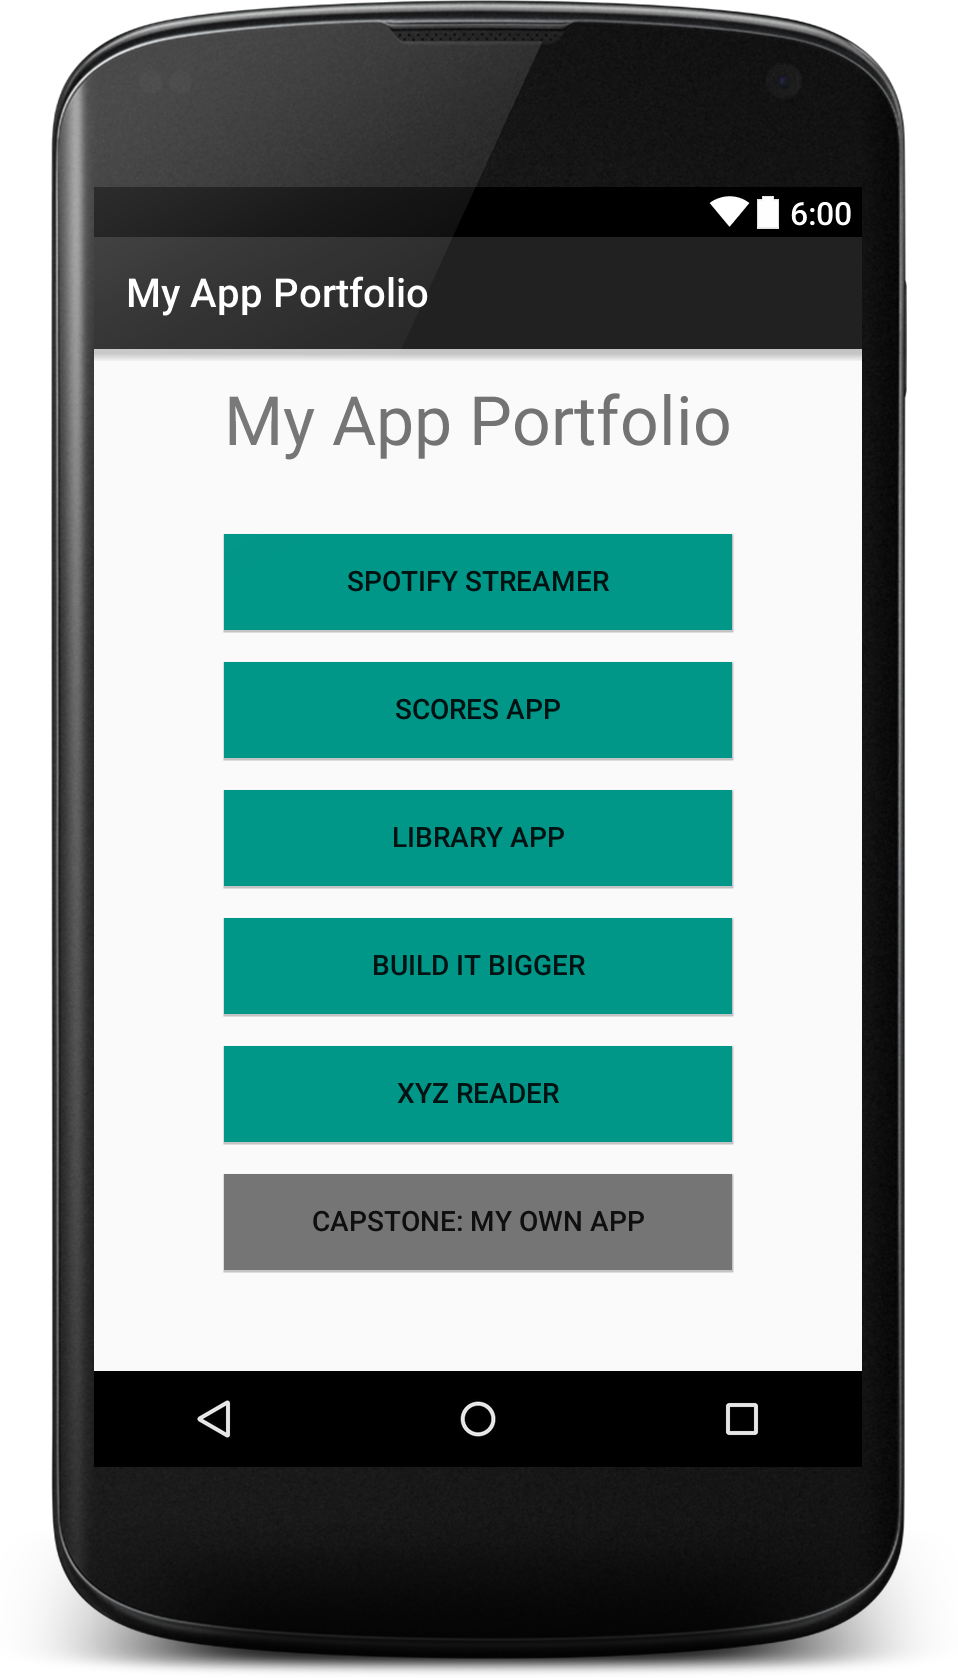 6:00
My App Portfolio
My App Portfolio
SPOTIFY STREAMER
SCORES APP
LIBRARY APP
BUILD IT BIGGER
XYZ READER
CAPSTONE: MY OWN APP